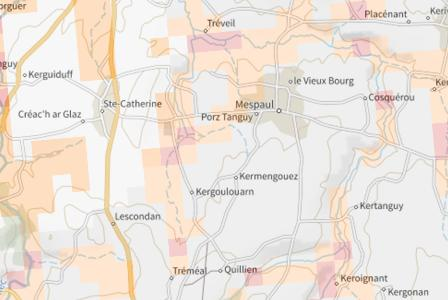 Plaçénant
Tréveil
Kerguiduff
le Vieux Bourg
Cosquérou
Ste-Catherine
Mespaul
Créac'h ar Glaz
Porz Tanguy
Kermengouez
Kergoulouarn
Kertanguy
Lescondan
Tréméal
Quillien
Keroignant
Kergonan